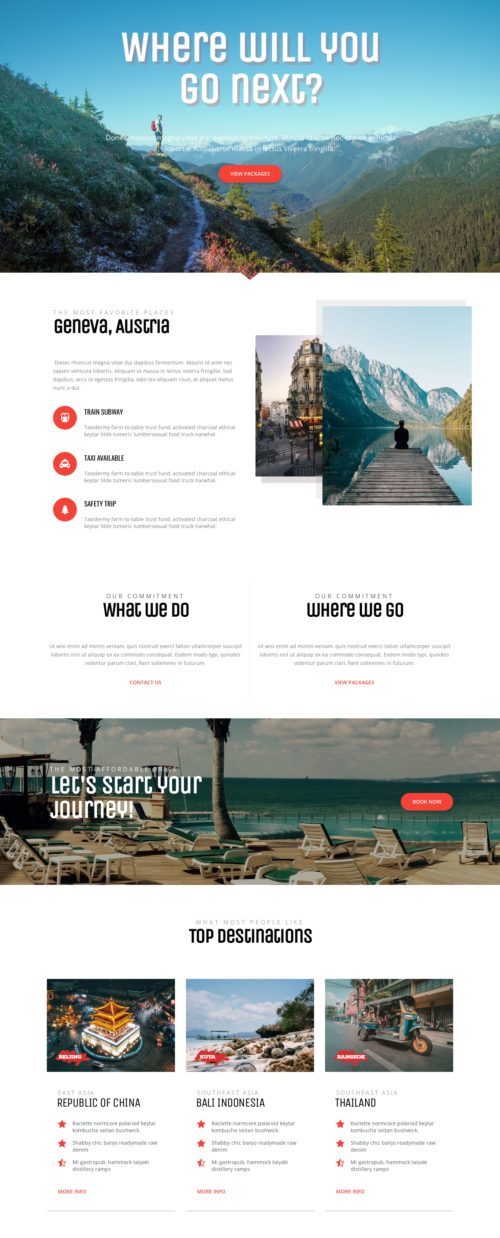 Where will you
go next?
Donec rhoncus magna vitae dui dapibus fermentum. Mauris id ante nec sapien vehicula
lobortis. Aliquam ut massa in lectus viverra fringilla.
VIEW PACKAGES
THE MOST FAVORITE PLACES
Geneva, Austria
Donec rhoncus magna vitae dui dapibus fermentum. Mauris id ante nec
sapien vehicula lobortis. Aliquam ut massa in lectus viverra fringilla. Sed
dapibus, arcu id egestas fringilla, odio leo aliquam risus, et aliquet metus
nunc a dui.
TRAIN SUBWAY
Taxidermy farm-to-table trust fund, activated charcoal ethical
keytar tilde tumeric lumbersexual food truck narwhal.
TAXI AVAILABLE
Taxidermy farm-to-table trust fund, activated charcoal ethical
keytar tilde tumeric lumbersexual food truck narwhal.
SAFETY TRIP
Taxidermy farm-to-table trust fund, activated charcoal ethical
keytar tilde tumeric lumbersexual food truck narwhal.
OUR COMMITMENT
What we do
Ut wisi enim ad minim veniam, quis nostrud exerci tation ullamcorper suscipit
lobortis nisl ut aliquip ex ea commodo consequat. Eodem modo typi, qui nobis
videntur parum clari, fiant sollemnes in futurum.
CONTACT US
OUR COMMITMENT
Where we go
Ut wisi enim ad minim veniam, quis nostrud exerci tation ullamcorper suscipit
lobortis nisl ut aliquip ex ea commodo consequat. Eodem modo typi, qui nobis
videntur parum clari, fiant sollemnes in futurum.
VIEW PACKAGES
THE MOST AFFORDABLE PRICE
Let's start your
journey!
BOOK NOW
WHAT MOST PEOPLE LIKE
Top Destinations
BEIJING
EAST ASIA
REPUBLIC OF CHINA
Raclette normcore polaroid keytar
kombucha seitan bushwick.
Shabby chic banjo readymade raw
denim
Mi gastropub, hammock taiyaki
distillery ramps
MORE INFO
KUTA
SOUTHEAST ASIA
BALI INDONESIA
Raclette normcore polaroid keytar
kombucha seitan bushwick.
Shabby chic banjo readymade raw
denim
Mi gastropub, hammock taiyaki
distillery ramps
MORE INFO
BANGKOK
SOUTHEAST ASIA
THAILAND
Raclette normcore polaroid keytar
kombucha seitan bushwick.
Shabby chic banjo readymade raw
denim
Mi gastropub, hammock taiyaki
distillery ramps
MORE INFO